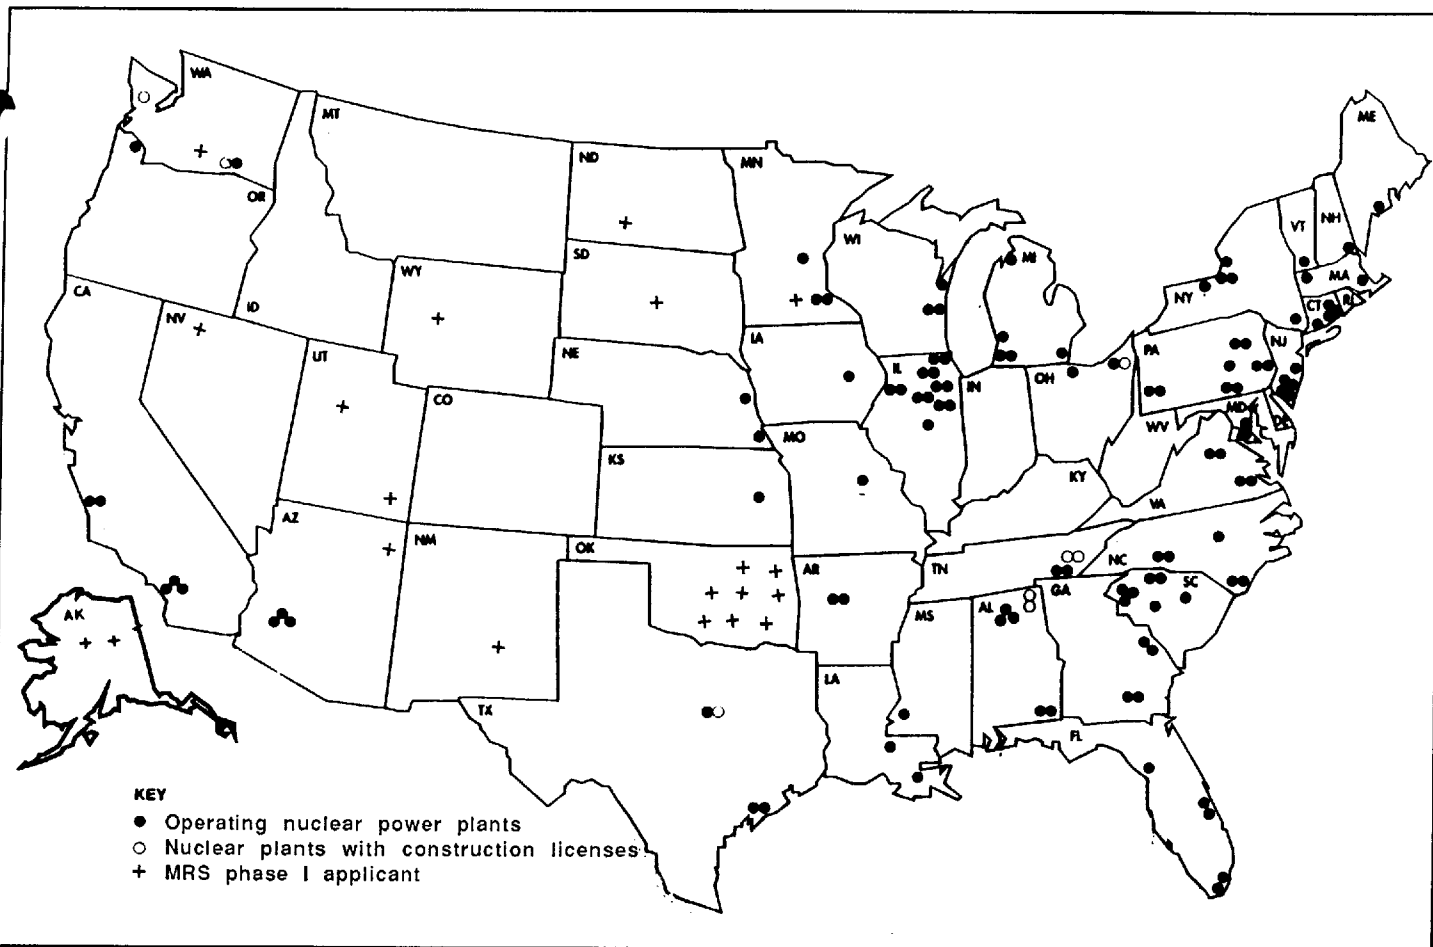 WA
MT
ME
ND
MN
OR
VT
NH
WI
SD
MI
WY
MA
CA
NY
ID
CT
RI
NV
IA
UT
NJ
NE
PA
IL
IN
OH
CO
MD
DE
MO
WV
KS
KY
VA
AZ
NM
OK
NC
AR
TN
SC
GA
AK
AL
MS
LA
TX
FL
KEY
Operating nuclear power plants
Nuclear plants with construction licenses
MRS phase I applicant